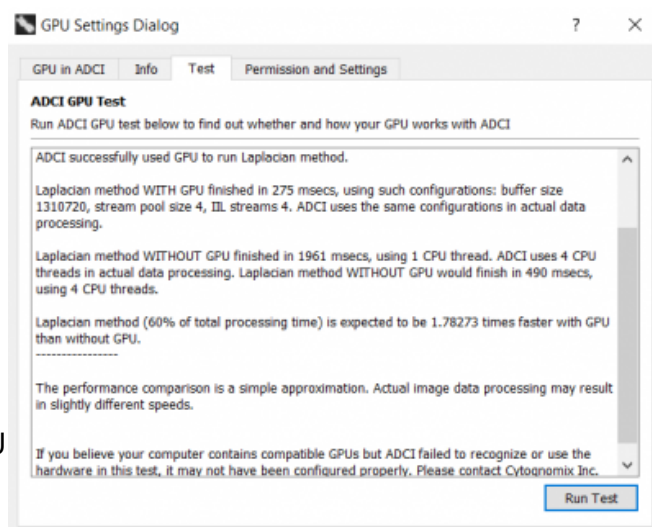 GPU Settings Dialog
GPU in ADCI Info Test Permission and Settings
ADCI GPU Test
Run ADCI GPU test below to find out whether and how your GPU works with ADCI
ADCI successfully used GPU to run Laplacian method.
Laplacian method WITH GPU finished in 275 msecs, using such configurations: buffer size
1310720, stream pool size 4, IIL streams 4. ADCI uses the same configurations in actual data
processing.
Laplacian method WITHOUT GPU finished in 1961 msecs, using 1 CPU thread. ADCI uses 4 CPU
threads in actual data processing. Laplacian method WITHOUT GPU would finish in 490 msecs,
using 4 CPU threads.
Laplacian method (60% of total processing time) is expected to be 1.78273 times faster with GPU
than without GPU.
----------------
The performance comparison is a simple approximation. Actual image data processing may result
in slightly different speeds.
If you believe your computer contains compatible GPUs but ADCI failed to recognize or use the
hardware in this test, it may not have been configured properly. Please contact Cytognomix Inc.
Run Test